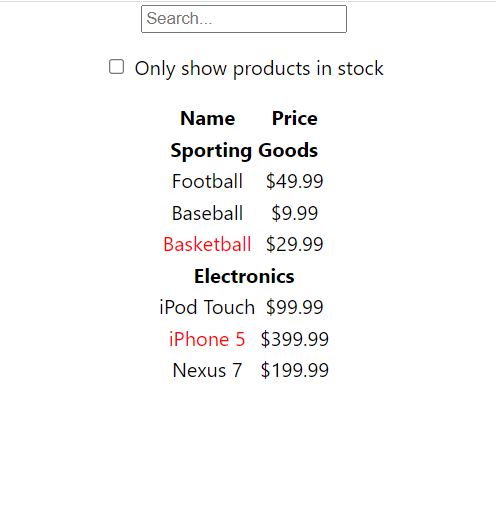 Search...
Only show products in stock
Name Price
Sporting Goods
Football $49.99
Baseball $9.99
Basketball $29.99
Electronics
iPod Touch $99.99
iPhone 5 $399.99
Nexus 7 $199.99